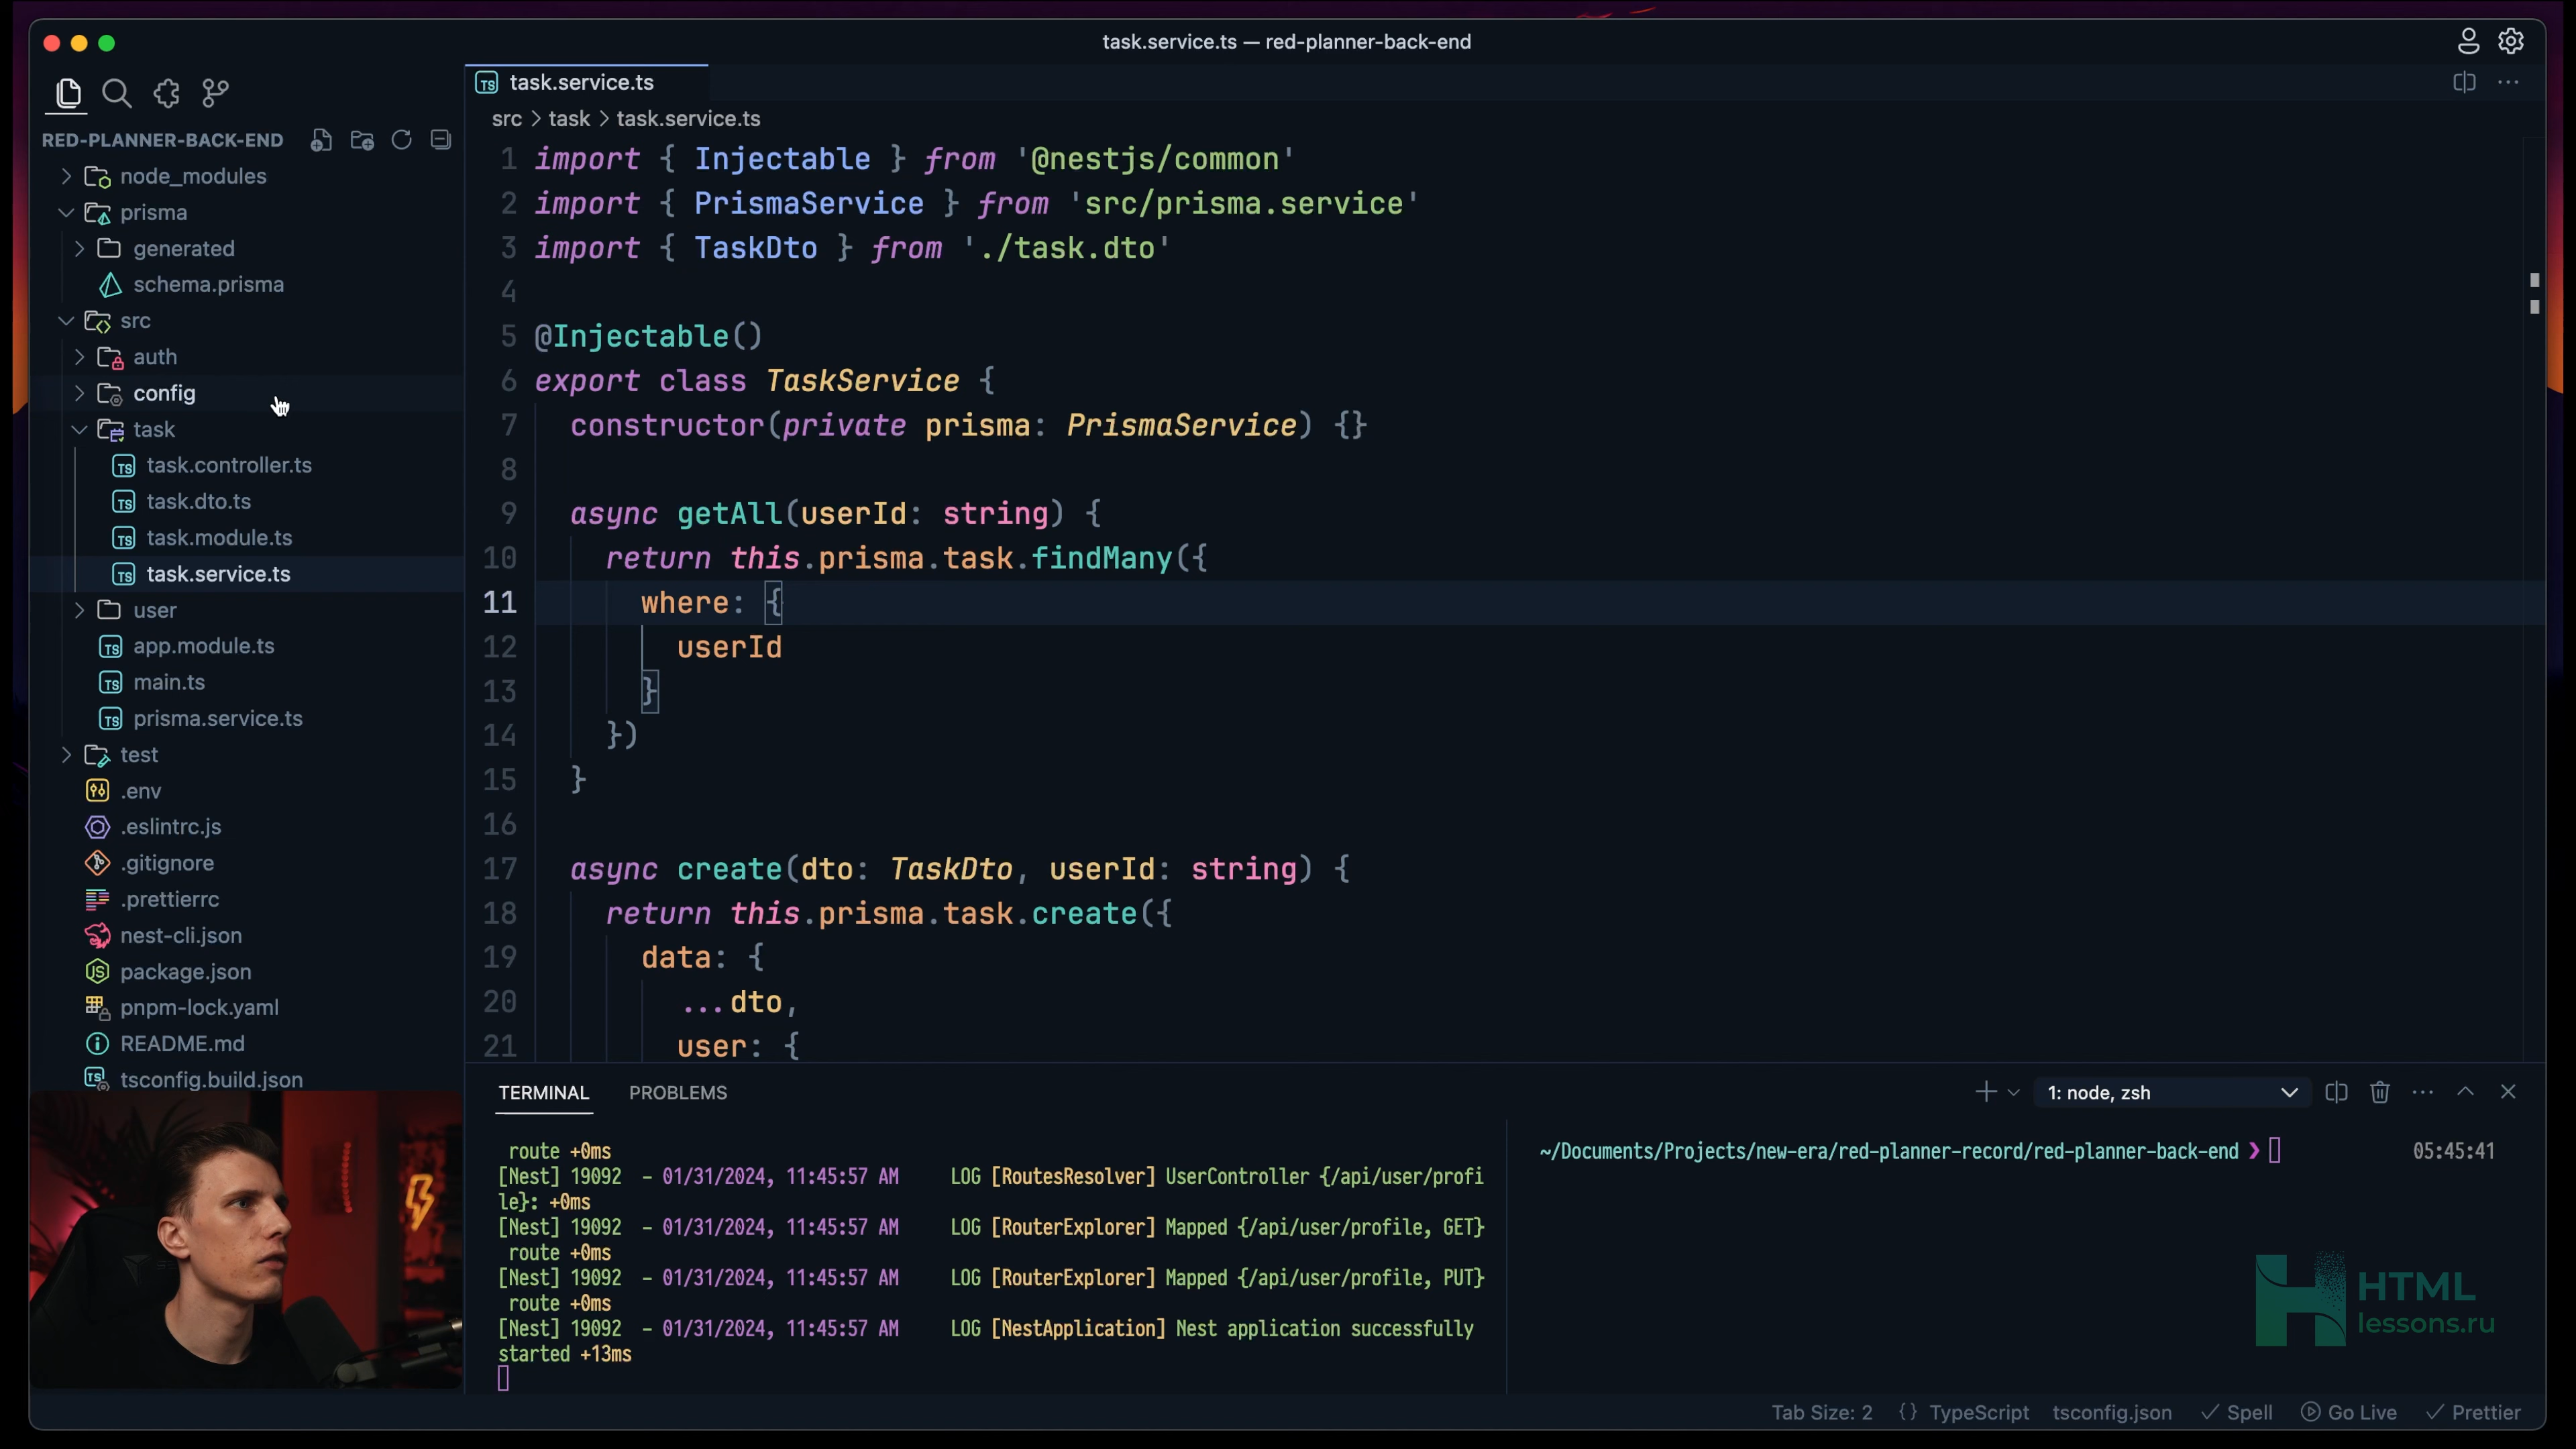 task.service.ts — red-planner-back-end
RED-PLANNER-BACK-END
node_modules
prisma
generated
schema.prisma
src
auth
config
task
task.controller.ts
task.dto.ts
task.module.ts
task.service.ts
user
app.module.ts
main.ts
prisma.service.ts
test
.env
.eslintrc.js
.gitignore
.prettierrc
nest-cli.json
package.json
pnpm-lock.yaml
README.md
tsconfig.build.json
task.service.ts
src > task > task.service.ts
1 import { Injectable } from '@nestjs/common'
2 import { PrismaService } from 'src/prisma.service'
3 import { TaskDto } from './task.dto'
4
5 @Injectable()
6 export class TaskService {
7 constructor(private prisma: PrismaService) {}
8
9 async getAll(userId: string) {
10 return this.prisma.task.findMany({
11 where: {
12 userId
13 }
14 })
15 }
16
17 async create(dto: TaskDto, userId: string) {
18 return this.prisma.task.create({
19 data: {
20 ...dto,
21 user: {
TERMINAL PROBLEMS
1: node, zsh
route +0ms
[Nest] 19092 - 01/31/2024, 11:45:57 AM LOG [RoutesResolver] UserController {/api/user/profi
le}: +0ms
[Nest] 19092 - 01/31/2024, 11:45:57 AM LOG [RouterExplorer] Mapped {/api/user/profile, GET}
route +0ms
[Nest] 19092 - 01/31/2024, 11:45:57 AM LOG [RouterExplorer] Mapped {/api/user/profile, PUT}
route +0ms
[Nest] 19092 - 01/31/2024, 11:45:57 AM LOG [NestApplication] Nest application successfully
started +13ms
~/Documents/Projects/new-era/red-planner-record/red-planner-back-end ❯ 05:45:41
HTML
lessons.ru
Tab Size: 2 {} TypeScript tsconfig.json Spell Go Live Prettier